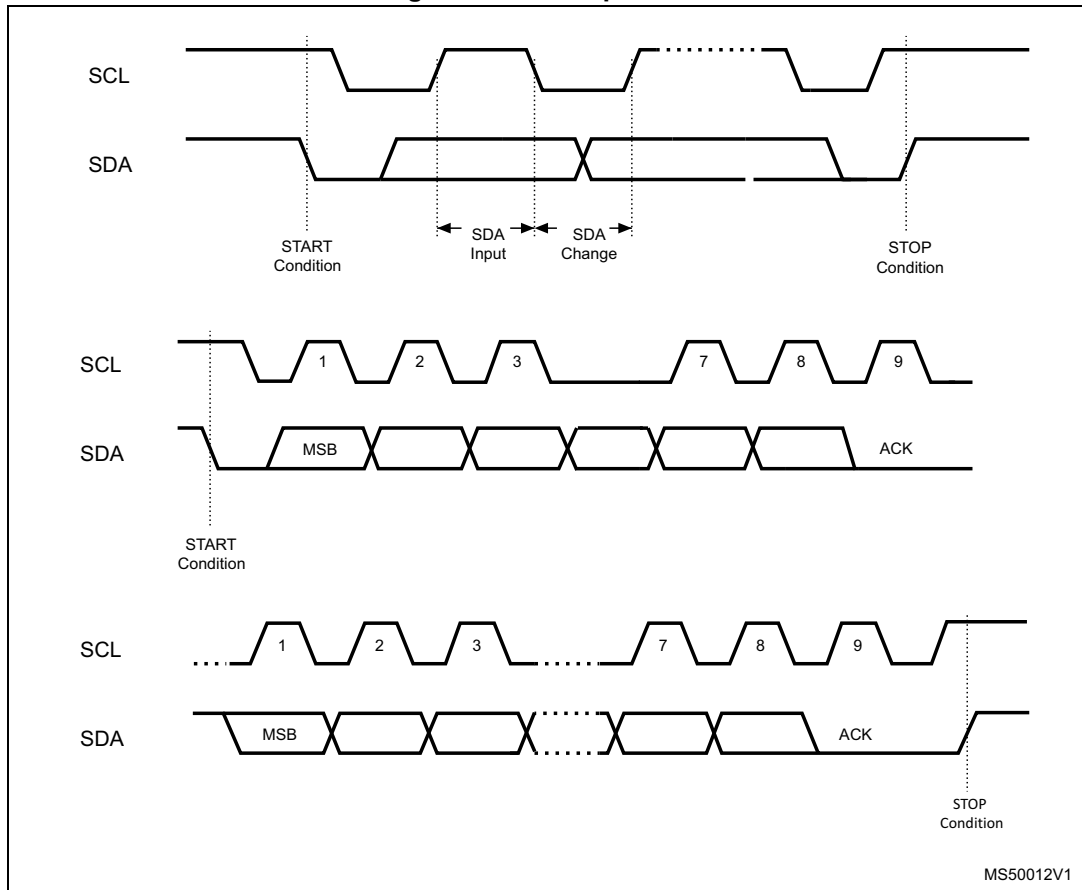 SCL
SDA
START
Condition
SDA
Input
SDA
Change
STOP
Condition
SCL
1 2 3 7 8 9
SDA
MSB ACK
START
Condition
SCL
1 2 3 7 8 9
SDA
MSB ACK
STOP
Condition
MS50012V1